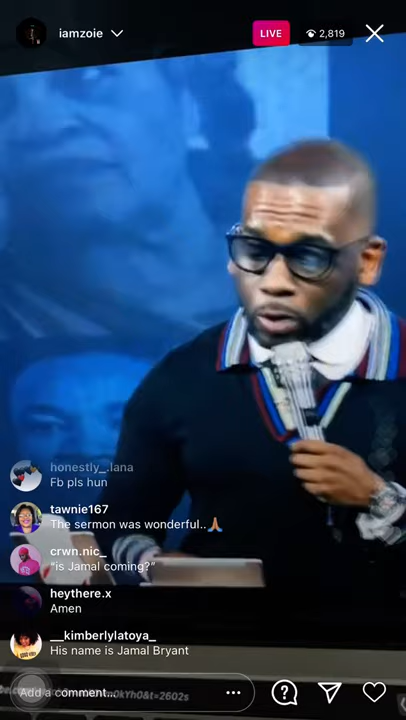 iamzoie
LIVE
2,819
honestly_.lana
Fb pls hun
tawnie167
The sermon was wonderful..🙏🏾
crwn.nic_
"is Jamal coming?"
heythere.x
Amen
__kimberlylatoya_
His name is Jamal Bryant
Add a comment...
&t=2602s